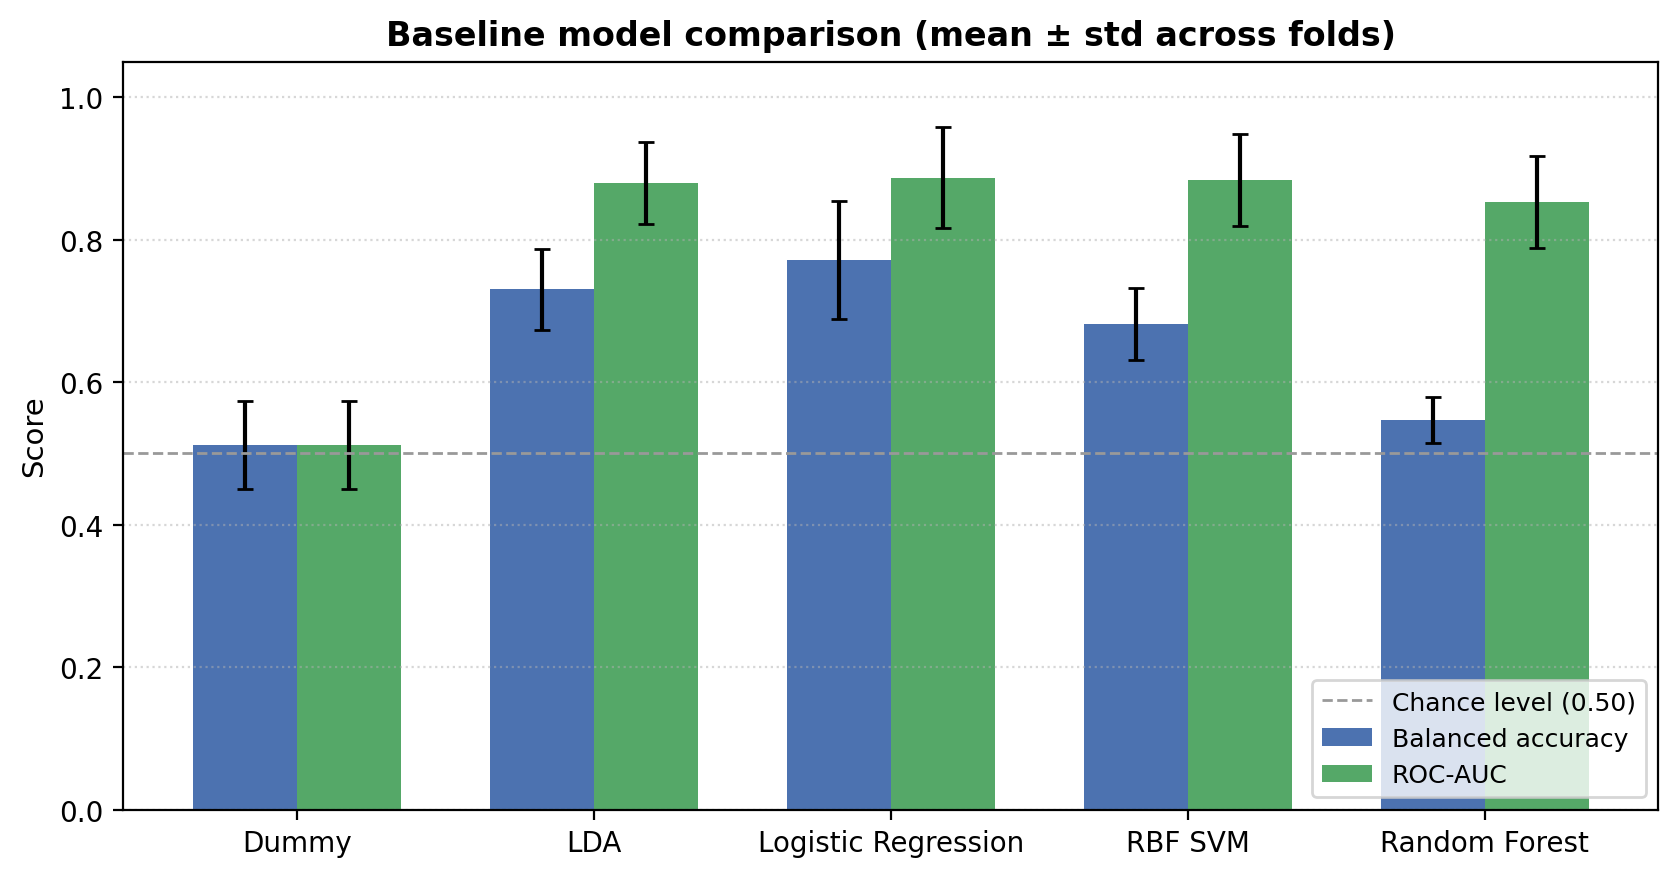 Baseline model comparison (mean ± std across folds)
Score
1.0
0.8
0.6
0.4
0.2
0.0
Chance level (0.50)
Balanced accuracy
ROC-AUC
Dummy
LDA
Logistic Regression
RBF SVM
Random Forest